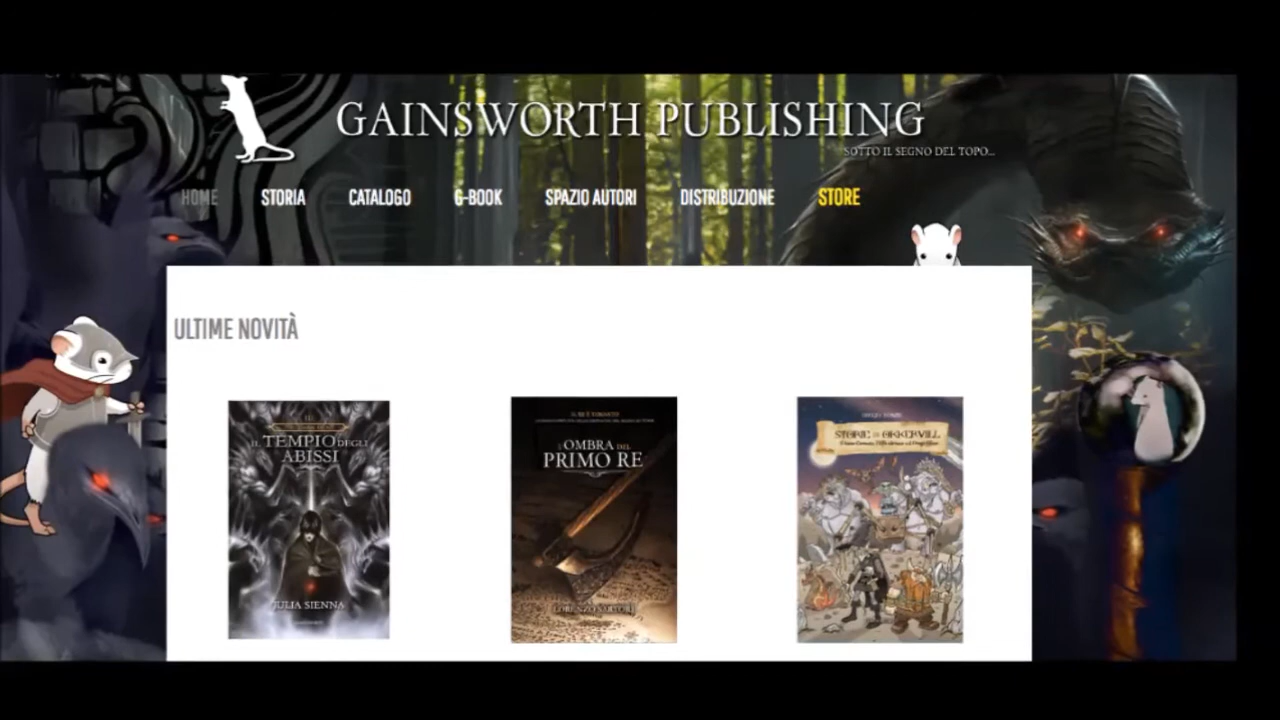 GAINSWORTH PUBLISHING
SOTTO IL SEGNO DEL TOPO...
HOME STORIA CATALOGO G-BOOK SPAZIO AUTORI DISTRIBUZIONE STORE
ULTIME NOVITÀ
IL TEMPIO DEGLI
ABISSI
JULIA SIENNA
L'OMBRA DEL
PRIMO RE
LORENZO SARTORI
STORIE DI ORKERVILL